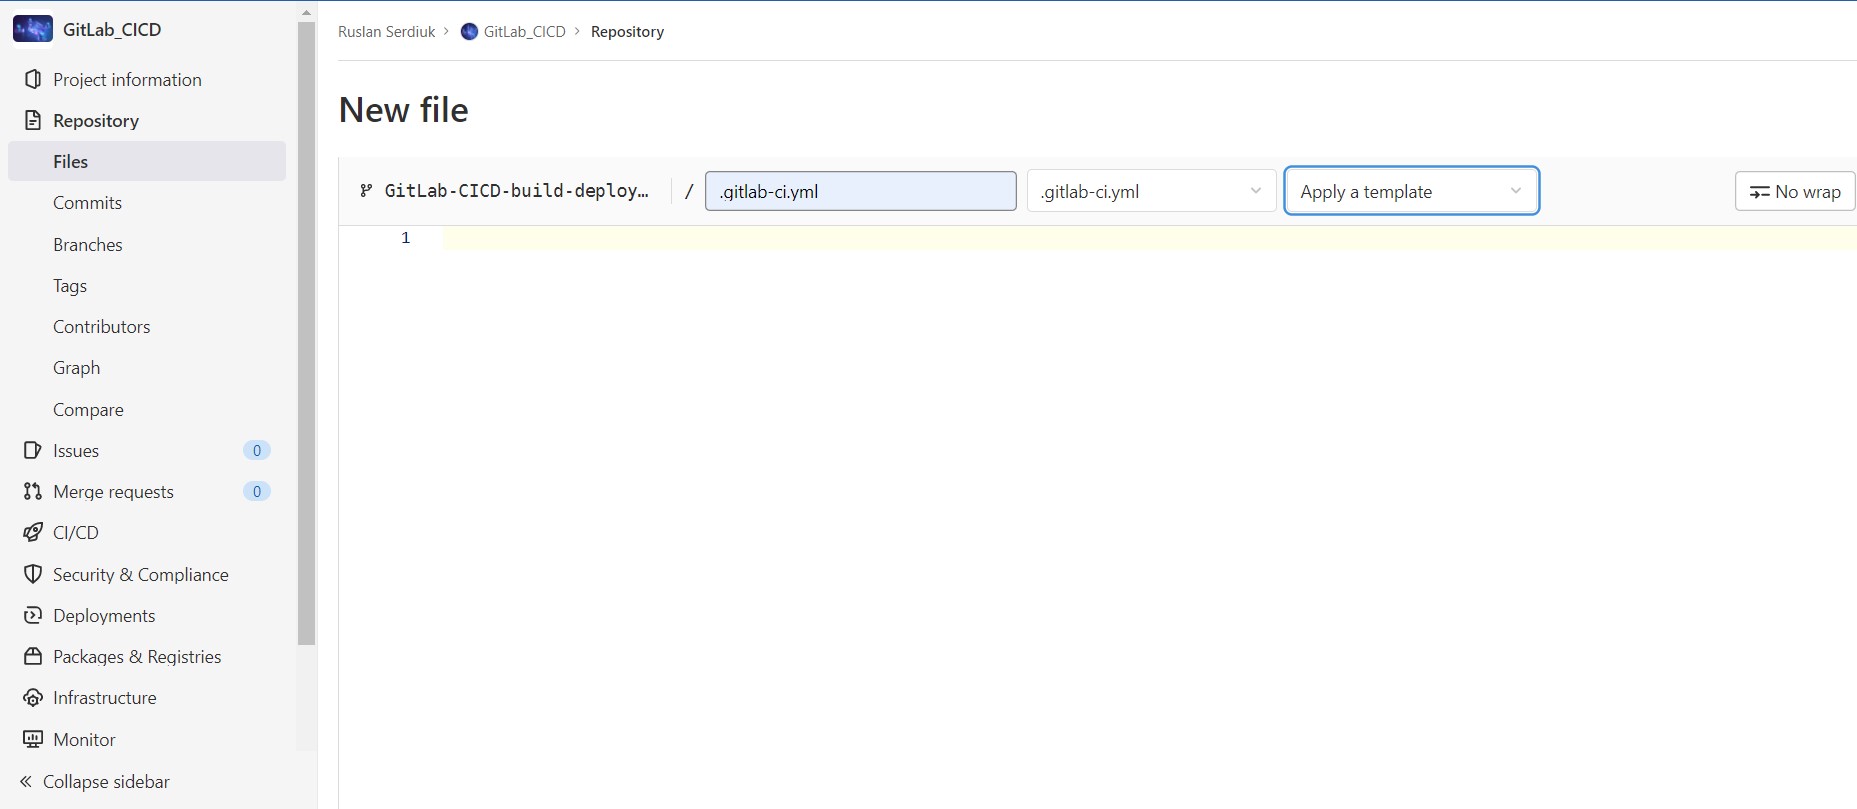 GitLab_CICD
Project information
Repository
Files
Commits
Branches
Tags
Contributors
Graph
Compare
Issues 0
Merge requests 0
CI/CD
Security & Compliance
Deployments
Packages & Registries
Infrastructure
Monitor
« Collapse sidebar
Ruslan Serdiuk > GitLab_CICD > Repository
New file
GitLab-CICD-build-deploy… / .gitlab-ci.yml .gitlab-ci.yml Apply a template No wrap
1